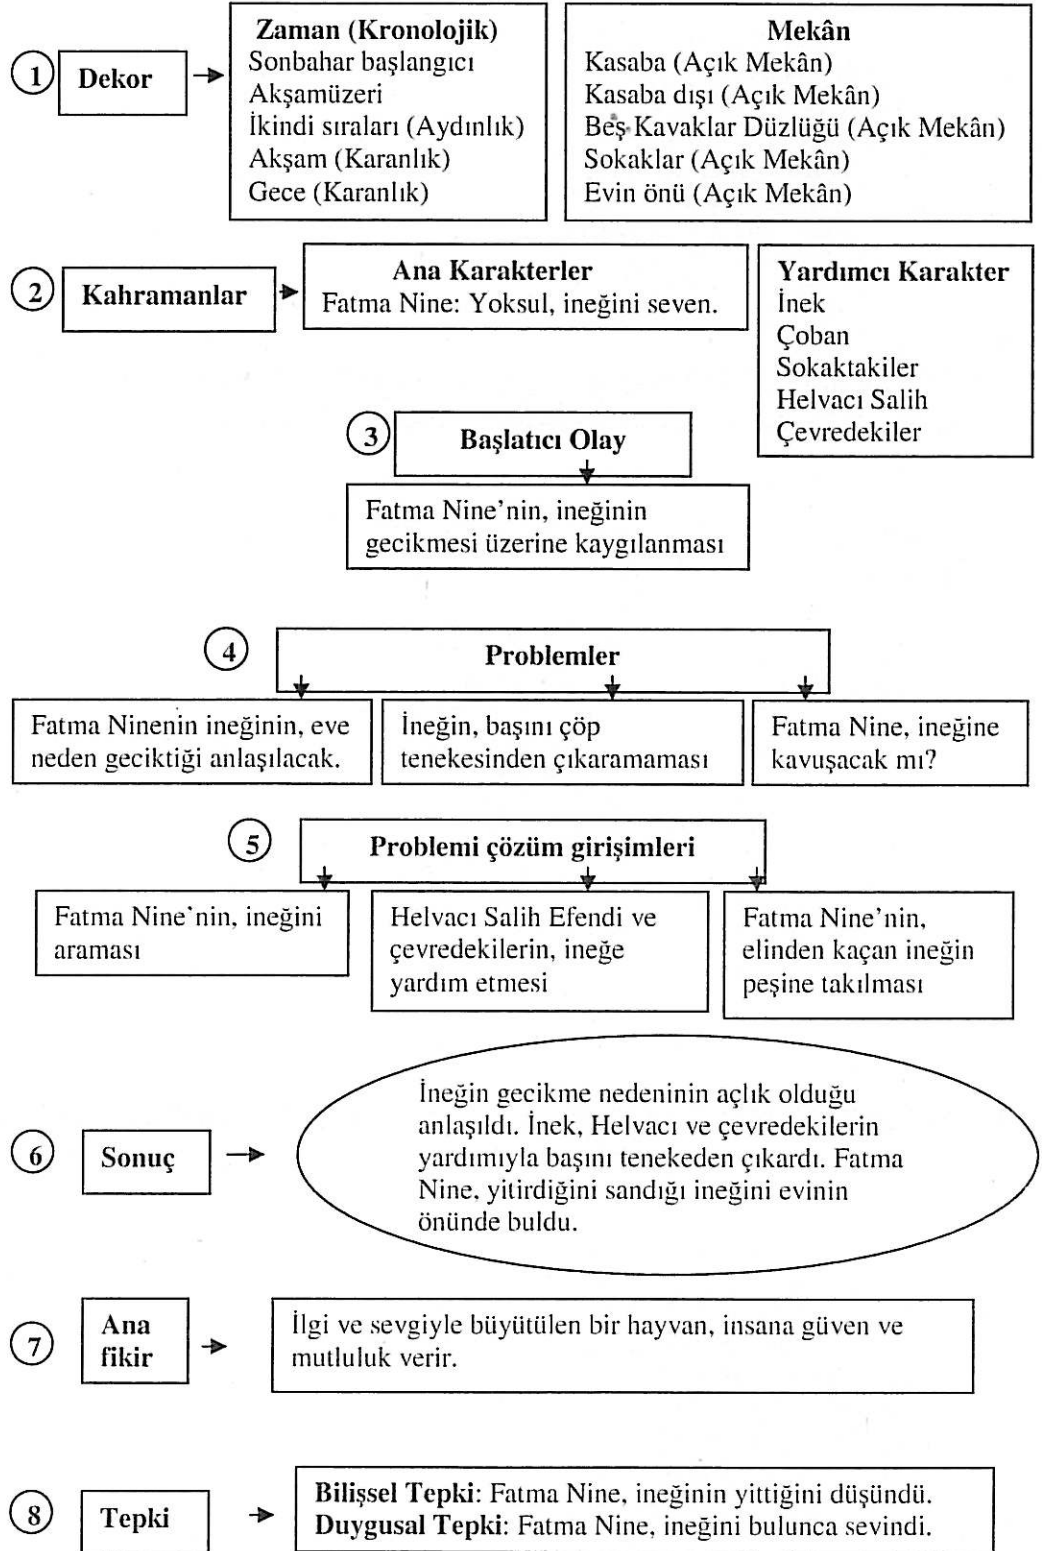 1
Dekor
Zaman (Kronolojik)
Sonbahar başlangıcı
Akşamüzeri
İkindi sıraları (Aydınlık)
Akşam (Karanlık)
Gece (Karanlık)
Mekân
Kasaba (Açık Mekân)
Kasaba dışı (Açık Mekân)
Beş Kavaklar Düzlüğü (Açık Mekân)
Sokaklar (Açık Mekân)
Evin önü (Açık Mekân)
2
Kahramanlar
Ana Karakterler
Fatma Nine: Yoksul, ineğini seven.
Yardımcı Karakter
İnek
Çoban
Sokaktakiler
Helvacı Salih
Çevredekiler
3
Başlatıcı Olay
Fatma Nine’nin, ineğinin
gecikmesi üzerine kaygılanması
4
Problemler
Fatma Ninenin ineğinin, eve
neden geciktiği anlaşılacak.
İneğin, başını çöp
tenekesinden çıkaramaması
Fatma Nine, ineğine
kavuşacak mı?
5
Problemi çözüm girişimleri
Fatma Nine’nin, ineğini
araması
Helvacı Salih Efendi ve
çevredekilerin, ineğe
yardım etmesi
Fatma Nine’nin,
elinden kaçan ineğin
peşine takılması
6
Sonuç
İneğin gecikme nedeninin açlık olduğu
anlaşıldı. İnek, Helvacı ve çevredekilerin
yardımıyla başını tenekeden çıkardı. Fatma
Nine, yitirdiğini sandığı ineğini evinin
önünde buldu.
7
Ana
fikir
İlgi ve sevgiyle büyütülen bir hayvan, insana güven ve
mutluluk verir.
8
Tepki
Bilişsel Tepki: Fatma Nine, ineğinin yittiğini düşündü.
Duygusal Tepki: Fatma Nine, ineğini bulunca sevindi.